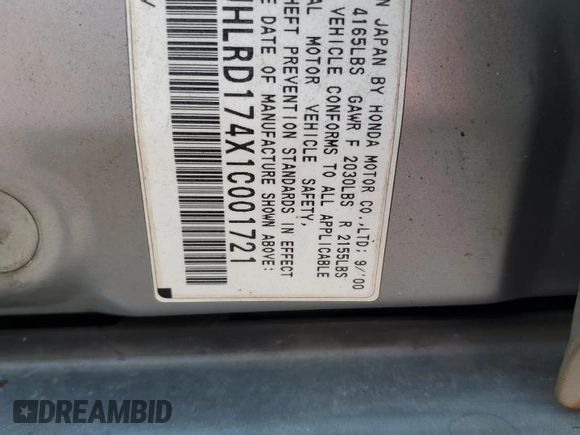 N JAPAN BY HONDA MOTOR CO.,LTD; 9/'00
4165LBS GAWR F 2030LBS R 2155LBS
VEHICLE CONFORMS TO ALL APPLICABLE
AL MOTOR VEHICLE SAFETY,
HEFT PREVENTION STANDARDS IN EFFECT
E DATE OF MANUFACTURE SHOWN ABOVE:
JHLRD174X1C001721
DREAMBID